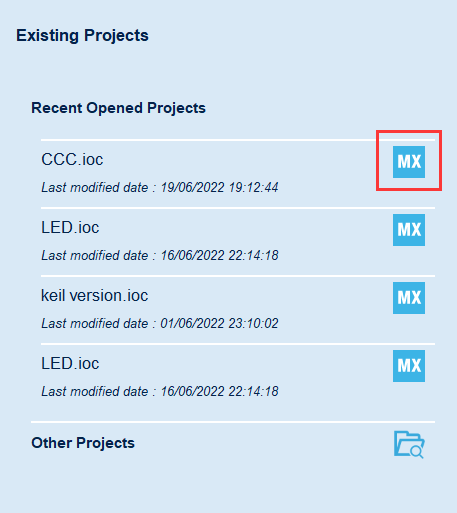 Existing Projects
Recent Opened Projects
CCC.ioc
MX
Last modified date : 19/06/2022 19:12:44
LED.ioc
MX
Last modified date : 16/06/2022 22:14:18
keil version.ioc
MX
Last modified date : 01/06/2022 23:10:02
LED.ioc
MX
Last modified date : 16/06/2022 22:14:18
Other Projects